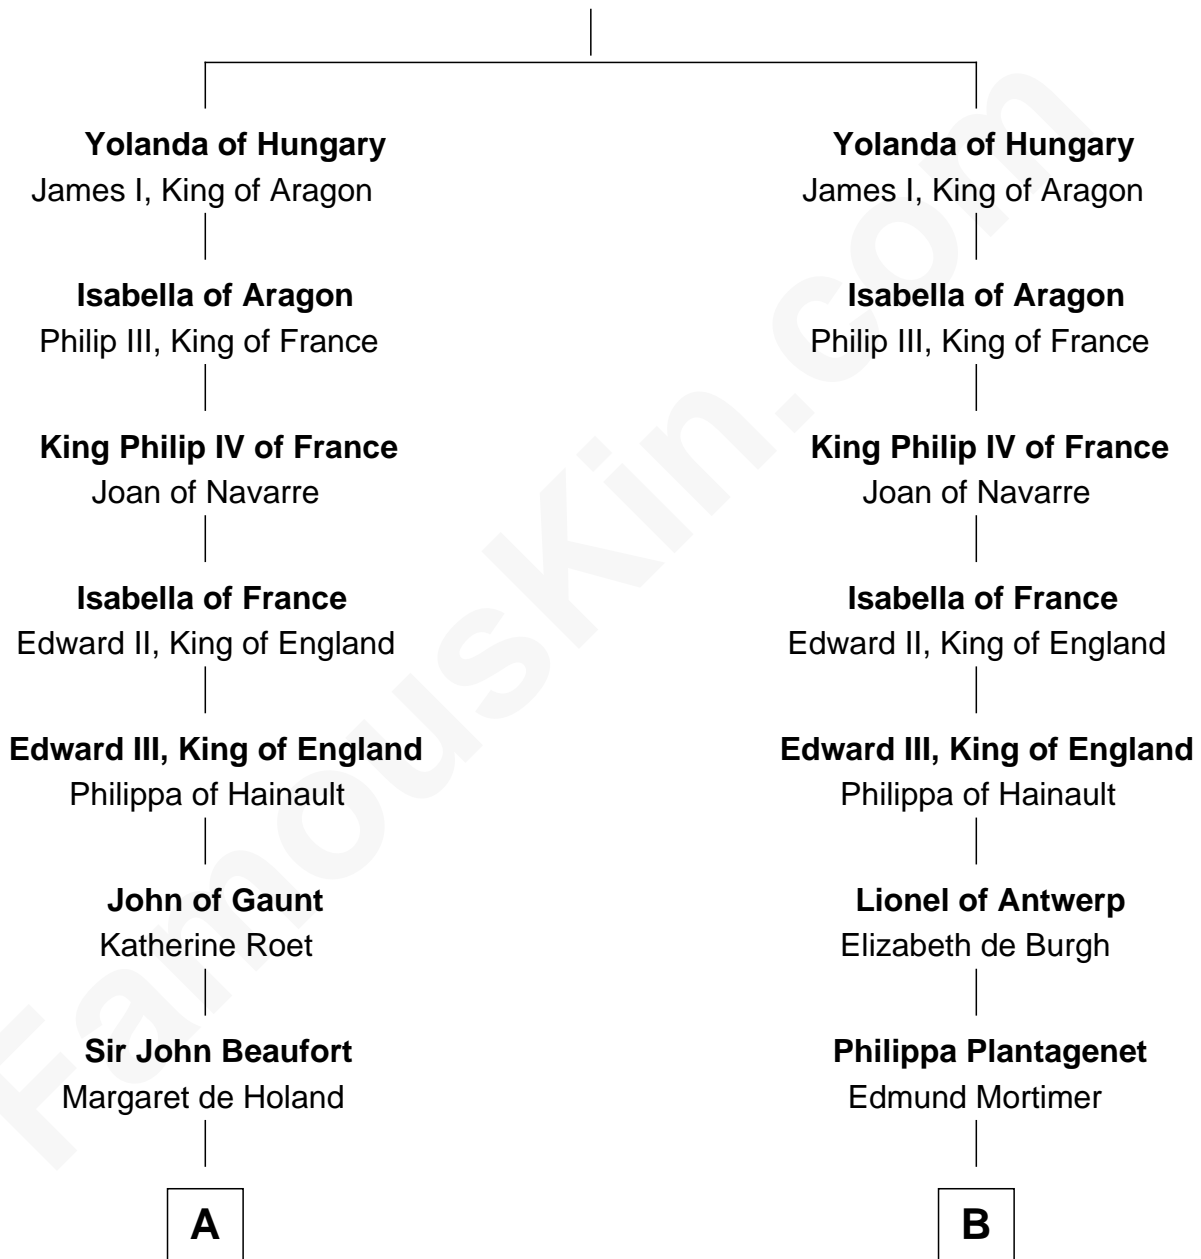 Yolanda of Hungary
James I, King of Aragon
Isabella of Aragon
Philip III, King of France
King Philip IV of France
Joan of Navarre
Isabella of France
Edward II, King of England
Edward III, King of England
Philippa of Hainault
John of Gaunt
Katherine Roet
Sir John Beaufort
Margaret de Holand
A
Yolanda of Hungary
James I, King of Aragon
Isabella of Aragon
Philip III, King of France
King Philip IV of France
Joan of Navarre
Isabella of France
Edward II, King of England
Edward III, King of England
Philippa of Hainault
Lionel of Antwerp
Elizabeth de Burgh
Philippa Plantagenet
Edmund Mortimer
B
FamousKin.com